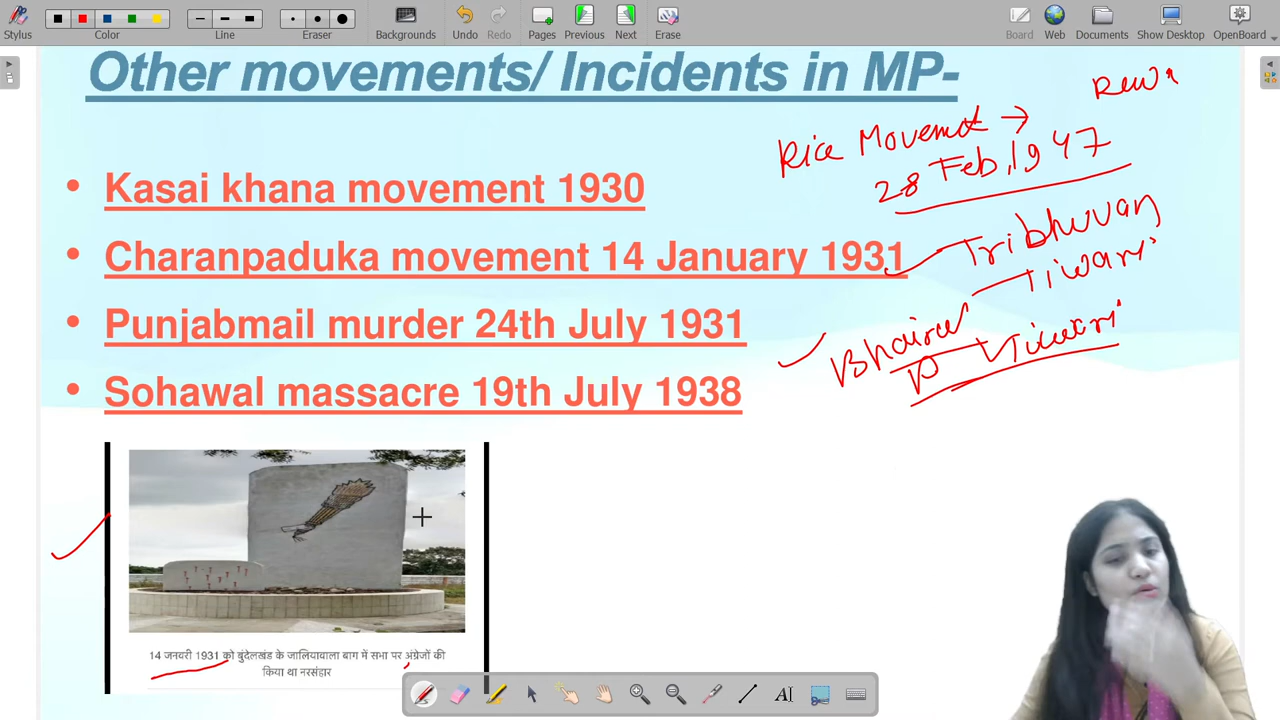 Stylus
Color
Line
Eraser
Backgrounds
Undo
Redo
Pages
Previous
Next
Erase
Board
Web
Documents
Show Desktop
OpenBoard
Other movements/ Incidents in MP-
• Kasai khana movement 1930
• Charanpaduka movement 14 January 1931
• Punjabmail murder 24th July 1931
• Sohawal massacre 19th July 1938
Rewa
Rice Movemet →
28 Feb, 1947
Tribhuvan
Tiwari
Bhairav
P Tiwari
14 जनवरी 1931 को बुंदेलखंड के जालियावाला बाग में सभा पर अंग्रेजों की
किया था नरसंहार